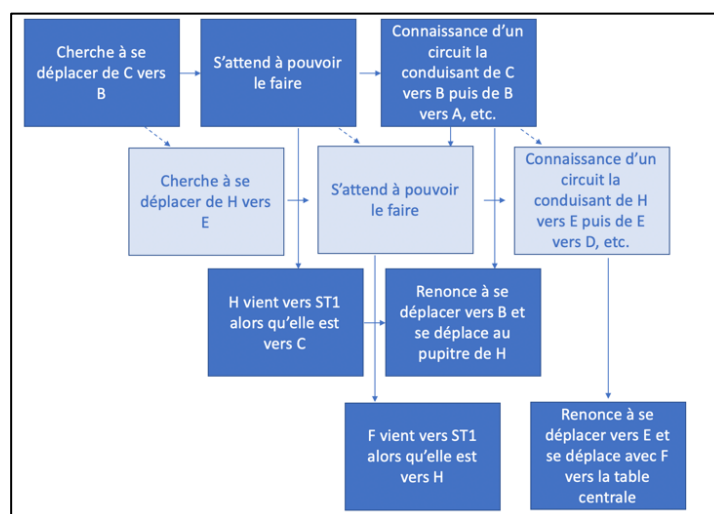 Cherche à se
déplacer de C vers
B
S’attend à pouvoir
le faire
Connaissance d’un
circuit la
conduisant de C
vers B puis de B
vers A, etc.
Cherche à se
déplacer de H vers
E
S’attend à pouvoir
le faire
Connaissance d’un
circuit la
conduisant de H
vers E puis de E
vers D, etc.
H vient vers ST1
alors qu’elle est
vers C
Renonce à se
déplacer vers B et
se déplace au
pupitre de H
F vient vers ST1
alors qu’elle est
vers H
Renonce à se
déplacer vers E et
se déplace avec F
vers la table
centrale